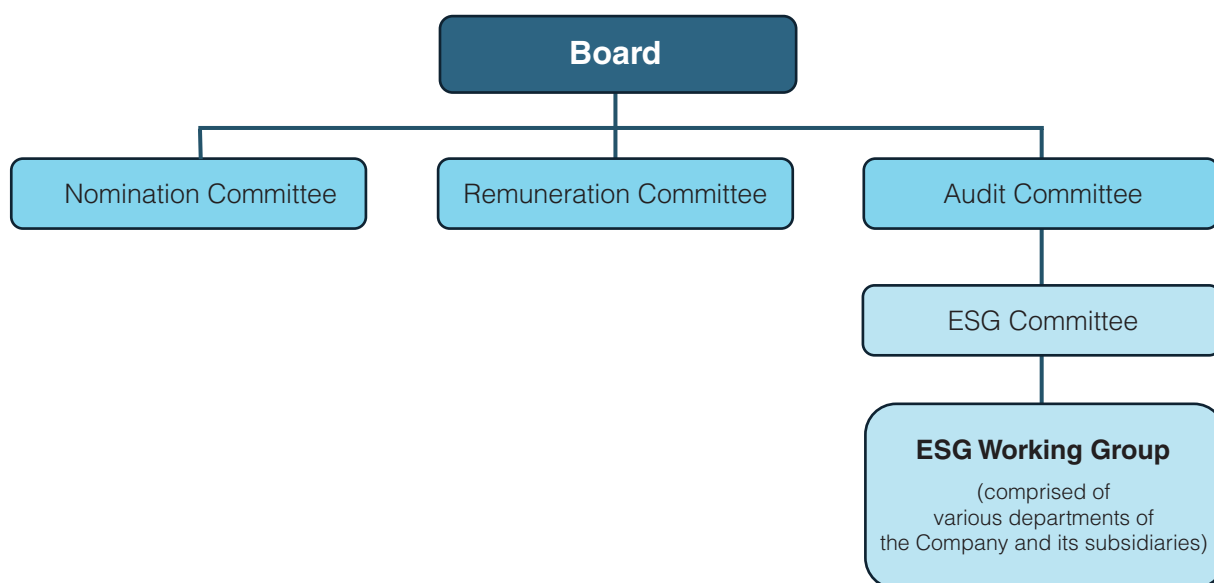 Board
Nomination Committee
Remuneration Committee
Audit Committee
ESG Committee
ESG Working Group
(comprised of
various departments of
the Company and its subsidiaries)